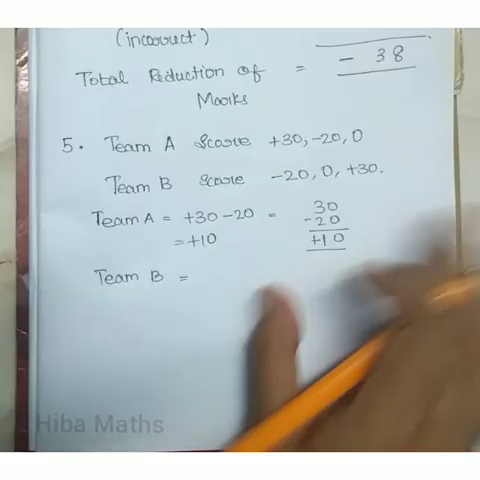 (incorrect)
Total Reduction of Marks = - 38
5. Team A Score +30, -20, 0
Team B Score -20, 0, +30.
Team A = +30 - 20 = 30
- 20
= +10 +10
Team B =
Hiba Maths